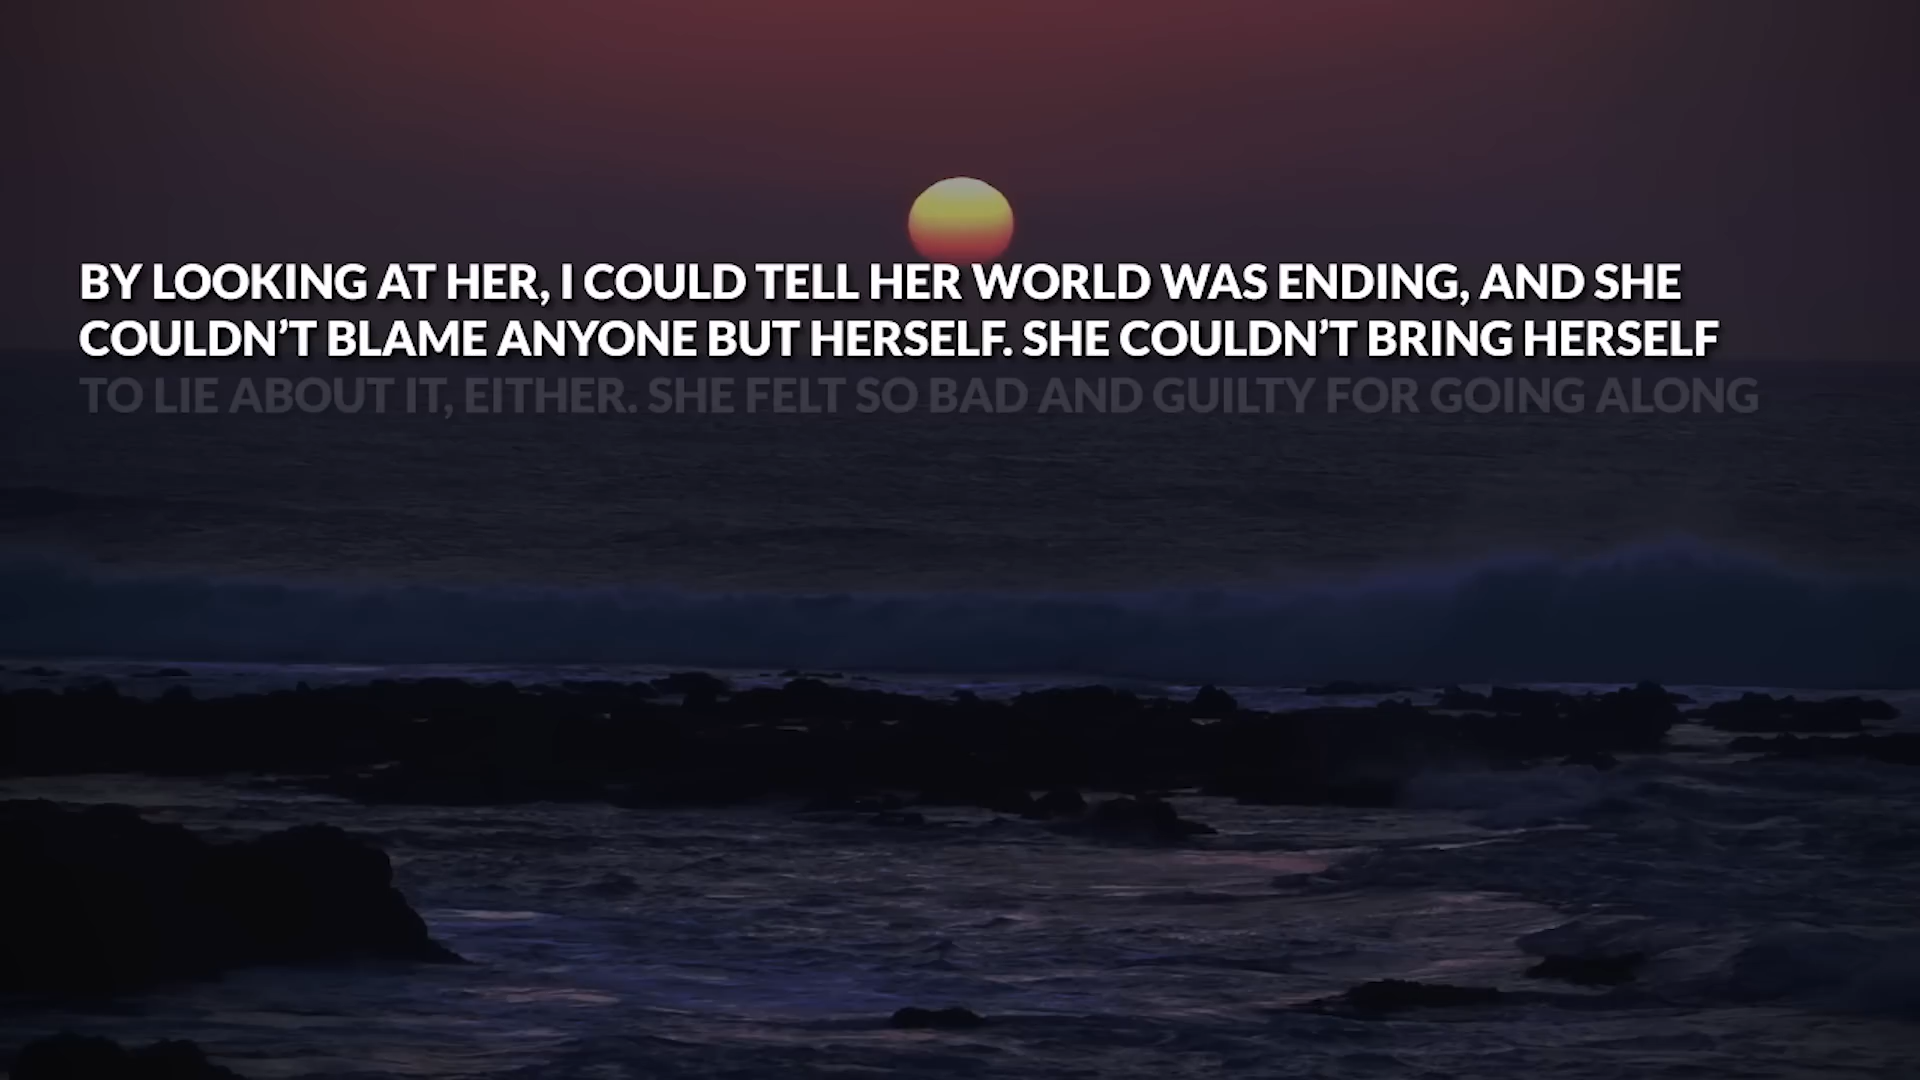 BY LOOKING AT HER, I COULD TELL HER WORLD WAS ENDING, AND SHE
COULDN’T BLAME ANYONE BUT HERSELF. SHE COULDN’T BRING HERSELF
TO LIE ABOUT IT, EITHER. SHE FELT SO BAD AND GUILTY FOR GOING ALONG